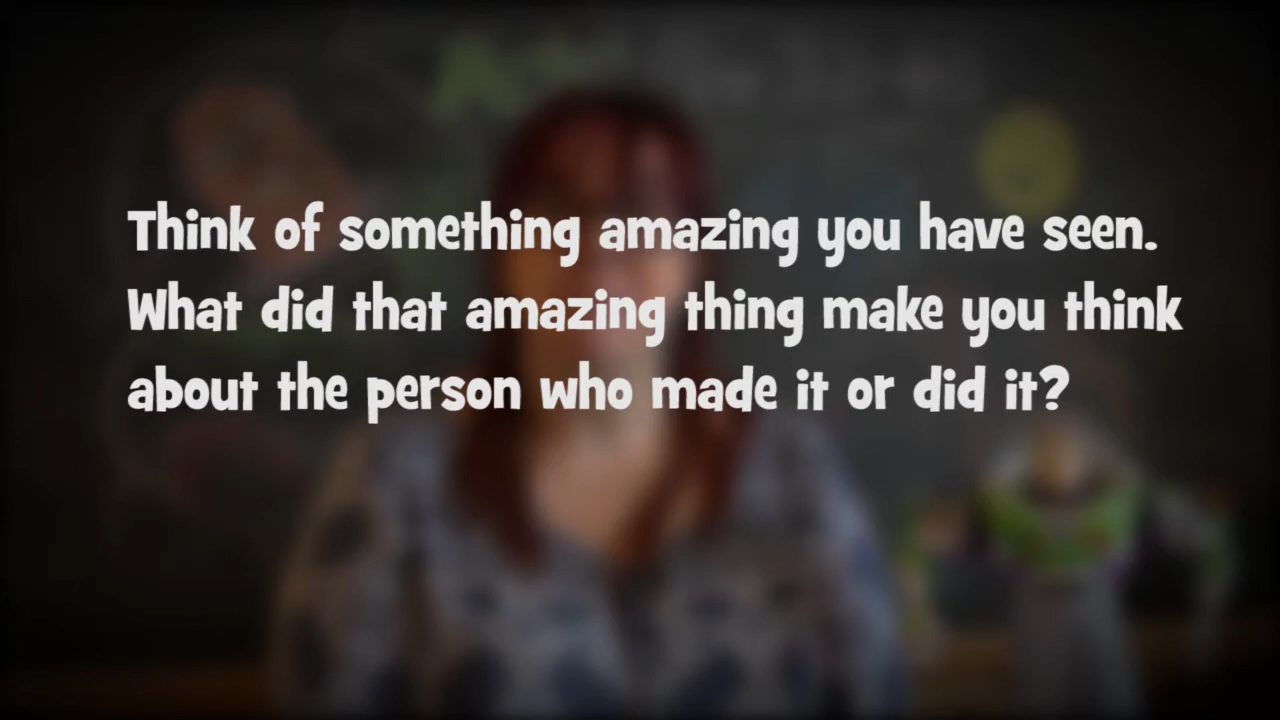 Think of something amazing you have seen.
What did that amazing thing make you think
about the person who made it or did it?